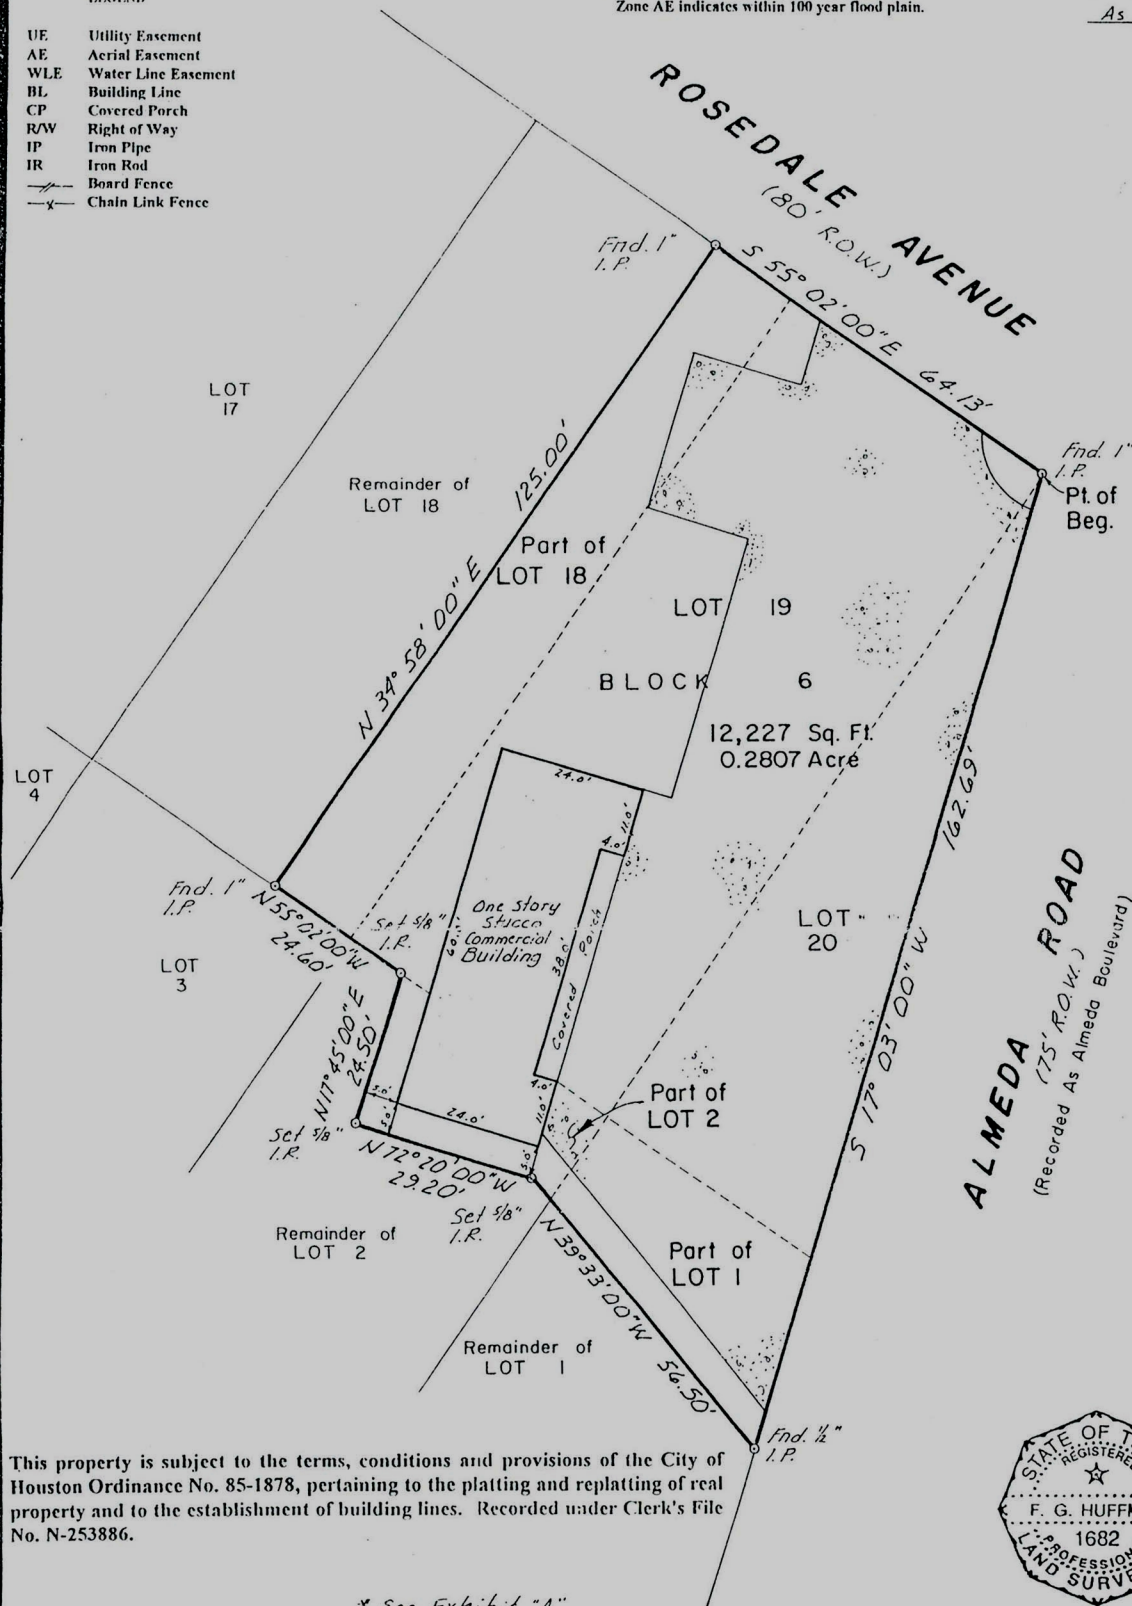 Zone AE indicates within 100 year flood plain.
As
UE Utility Easement
AE Aerial Easement
WLE Water Line Easement
BL Building Line
CP Covered Porch
R/W Right of Way
IP Iron Pipe
IR Iron Rod
Board Fence
Chain Link Fence
ROSEDALE AVENUE
(80' R.O.W.)
Fnd. 1"
I.P.
S 55° 02' 00" E 64.13'
Fnd. 1"
I.P.
Pt. of
Beg.
LOT
17
Remainder of
LOT 18
125.00'
N 34° 58' 00" E
Part of
LOT 18
LOT 19
BLOCK 6
12,227 Sq. Ft.
0.2807 Acre
LOT
4
24.0'
11.0'
4.0'
162.69'
S 17° 03' 00" W
ALMEDA ROAD
(75' R.O.W.)
(Recorded As Almeda Boulevard)
Fnd. 1"
I.P.
N 55° 02' 00" W
24.60'
Set 5/8"
I.R.
One Story
Stucco
Commercial
Building
38.0'
Covered Porch
LOT
20
LOT
3
N 17° 45' 00" E
24.50'
5.0'
5.0'
24.0'
4.0'
11.0'
5.0'
Part of
LOT 2
Set 5/8"
I.R.
N 72° 20' 00" W
29.20'
Set 5/8"
I.R.
Remainder of
LOT 2
N 39° 33' 00" W 56.50'
Part of
LOT 1
Remainder of
LOT 1
Fnd. 1/2"
I.P.
This property is subject to the terms, conditions and provisions of the City of
Houston Ordinance No. 85-1878, pertaining to the platting and replatting of real
property and to the establishment of building lines. Recorded under Clerk's File
No. N-253886.
STATE OF T
REGISTERE
F. G. HUFF
1682
PROFESSION
LAND SURVE
* See Exhibit "A"